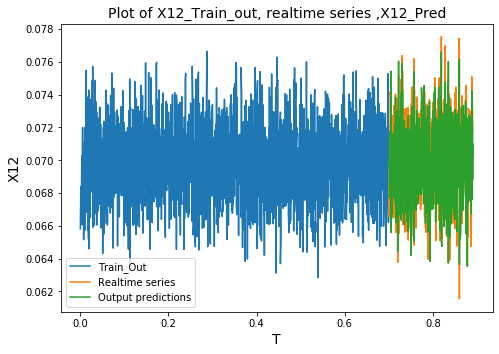 Plot of X12_Train_out, realtime series ,X12_Pred
0.078
0.076
0.074
0.072
0.070
0.068
0.066
0.064
0.062
X12
Train_Out
Realtime series
Output predictions
0.0 0.2 0.4 0.6 0.8
T